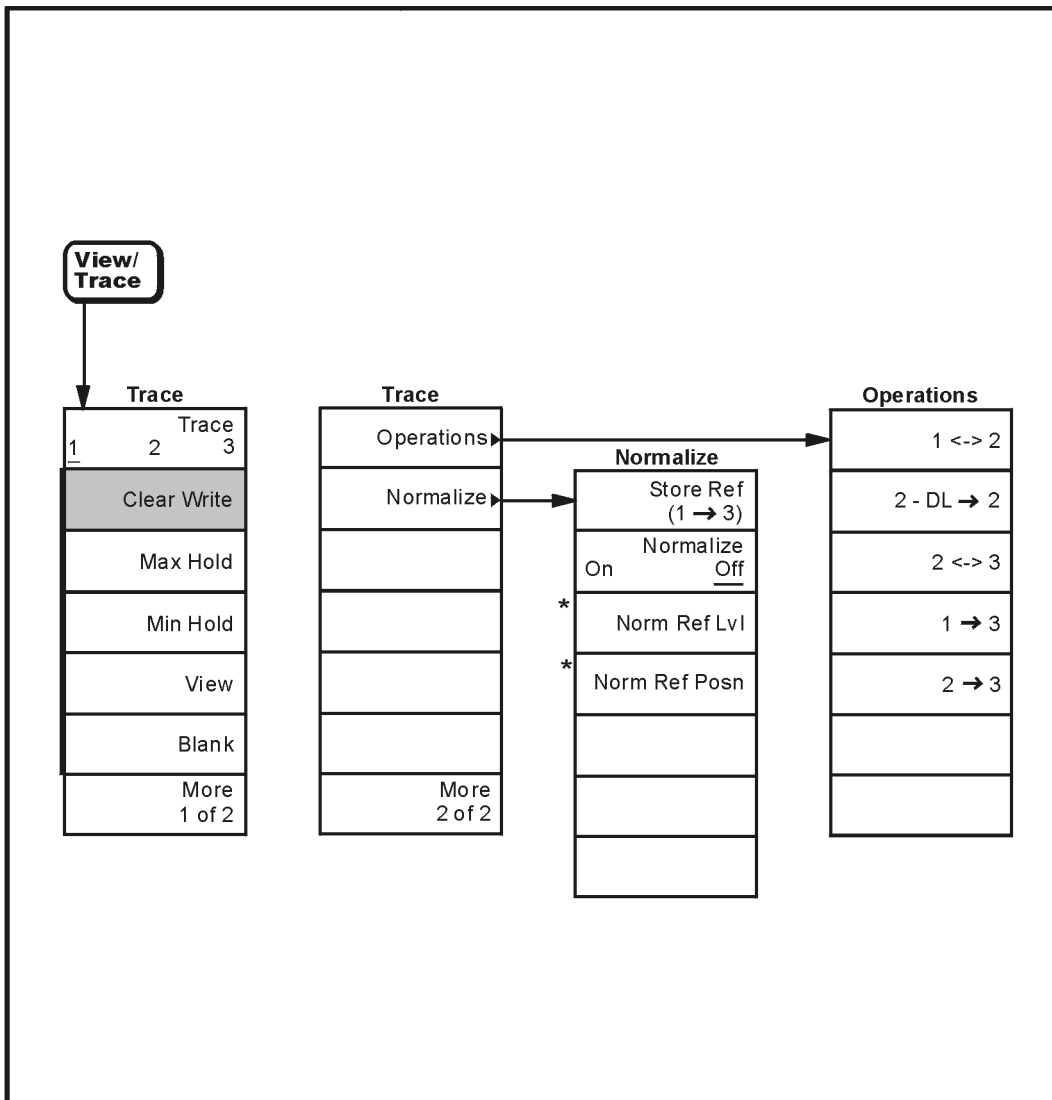 View/
Trace
Trace
Trace
1 2 3
Clear Write
Max Hold
Min Hold
View
Blank
More
1 of 2
Trace
Operations
Normalize
More
2 of 2
Normalize
Store Ref
(1 → 3)
Normalize
On Off
*
Norm Ref Lvl
*
Norm Ref Posn
Operations
1 <-> 2
2 - DL → 2
2 <-> 3
1 → 3
2 → 3